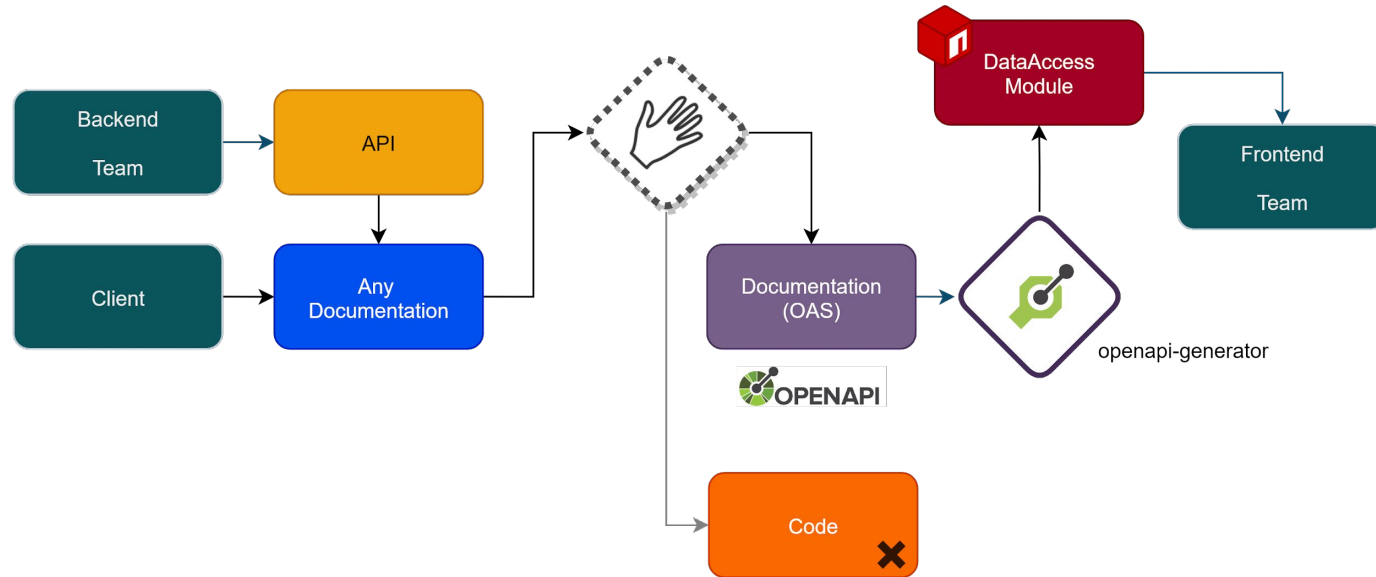 Backend
Team
API
Client
Any
Documentation
Documentation
(OAS)
OPENAPI
Code
DataAccess
Module
openapi-generator
Frontend
Team